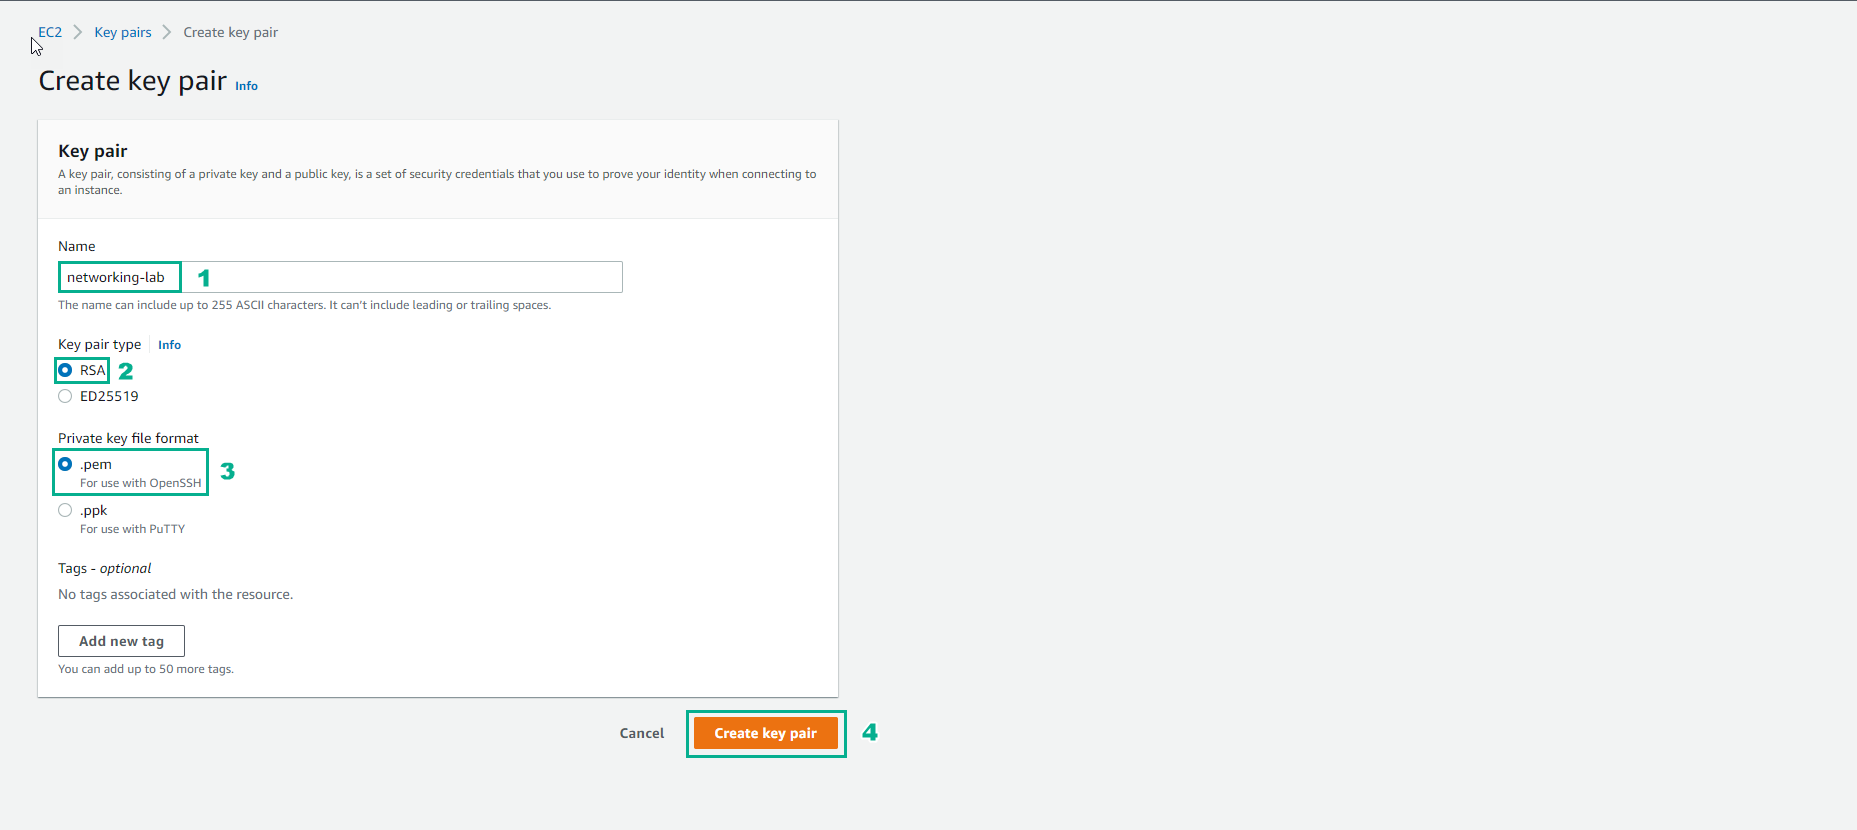 EC2 > Key pairs > Create key pair
Create key pair Info
Key pair
A key pair, consisting of a private key and a public key, is a set of security credentials that you use to prove your identity when connecting to
an instance.
Name
networking-lab 1
The name can include up to 255 ASCII characters. It can't include leading or trailing spaces.
Key pair type Info
RSA 2
ED25519
Private key file format
.pem
For use with OpenSSH 3
.ppk
For use with PuTTY
Tags - optional
No tags associated with the resource.
Add new tag
You can add up to 50 more tags.
Cancel Create key pair 4